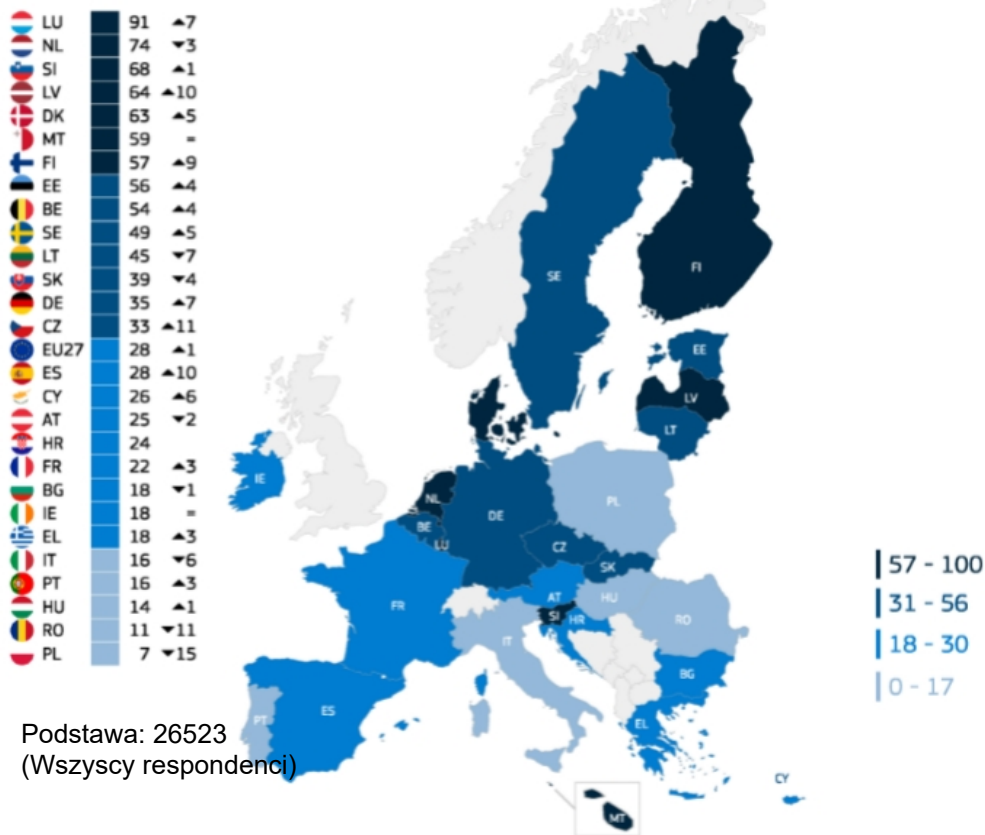 LU 91 ▲7
NL 74 ▼3
SI 68 ▲1
LV 64 ▲10
DK 63 ▲5
MT 59 =
FI 57 ▲9
EE 56 ▲4
BE 54 ▲4
SE 49 ▲5
LT 45 ▼7
SK 39 ▼4
DE 35 ▲7
CZ 33 ▲11
EU27 28 ▲1
ES 28 ▲10
CY 26 ▲6
AT 25 ▼2
HR 24
FR 22 ▲3
BG 18 ▼1
IE 18 =
EL 18 ▲3
IT 16 ▼6
PT 16 ▲3
HU 14 ▲1
RO 11 ▼11
PL 7 ▼15
Podstawa: 26523
(Wszyscy respondenci)
FI
SE
EE
LV
LT
IE
NL
PL
DE
BE
LU
CZ
SK
AT
HU
FR
SI
HR
RO
IT
BG
ES
PT
EL
CY
MT
57 - 100
31 - 56
18 - 30
0 - 17